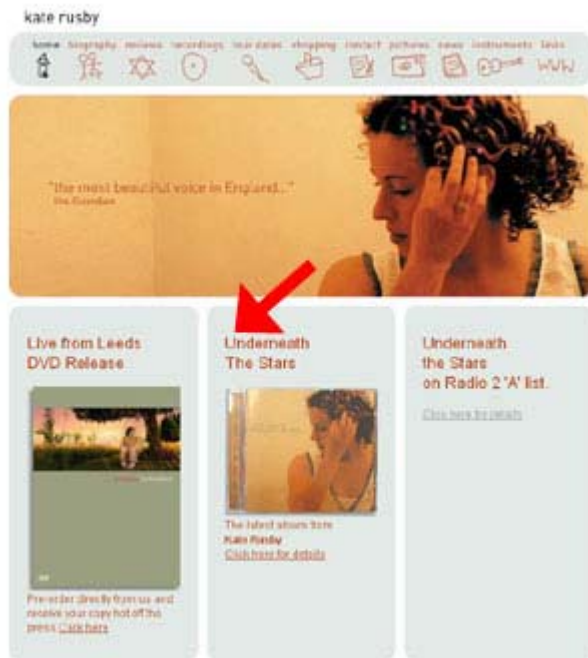 kate rusby
home biography reviews recordings tour dates shopping contact pictures news instruments links
www
"the most beautiful voice in England..."
the Guardian
Live from Leeds
DVD Release
Pre-order directly from us and
receive your copy hot off the
press Click here
Underneath
The Stars
The latest album from
Kate Rusby
Click here for details
Underneath
the Stars
on Radio 2 'A' list.
Click here for details